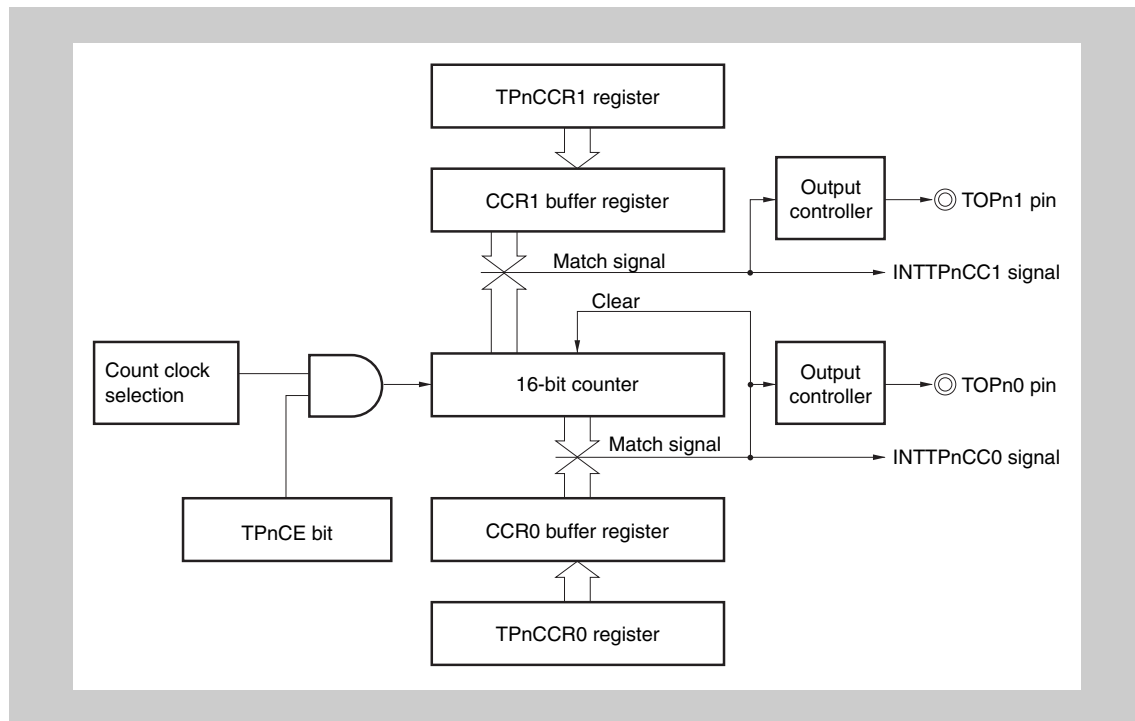 TPnCCR1 register
CCR1 buffer register
Output
controller
TOPn1 pin
Match signal
INTTPnCC1 signal
Clear
Count clock
selection
16-bit counter
Output
controller
TOPn0 pin
Match signal
INTTPnCC0 signal
TPnCE bit
CCR0 buffer register
TPnCCR0 register